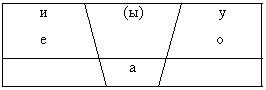 и (ы) у
е о
а